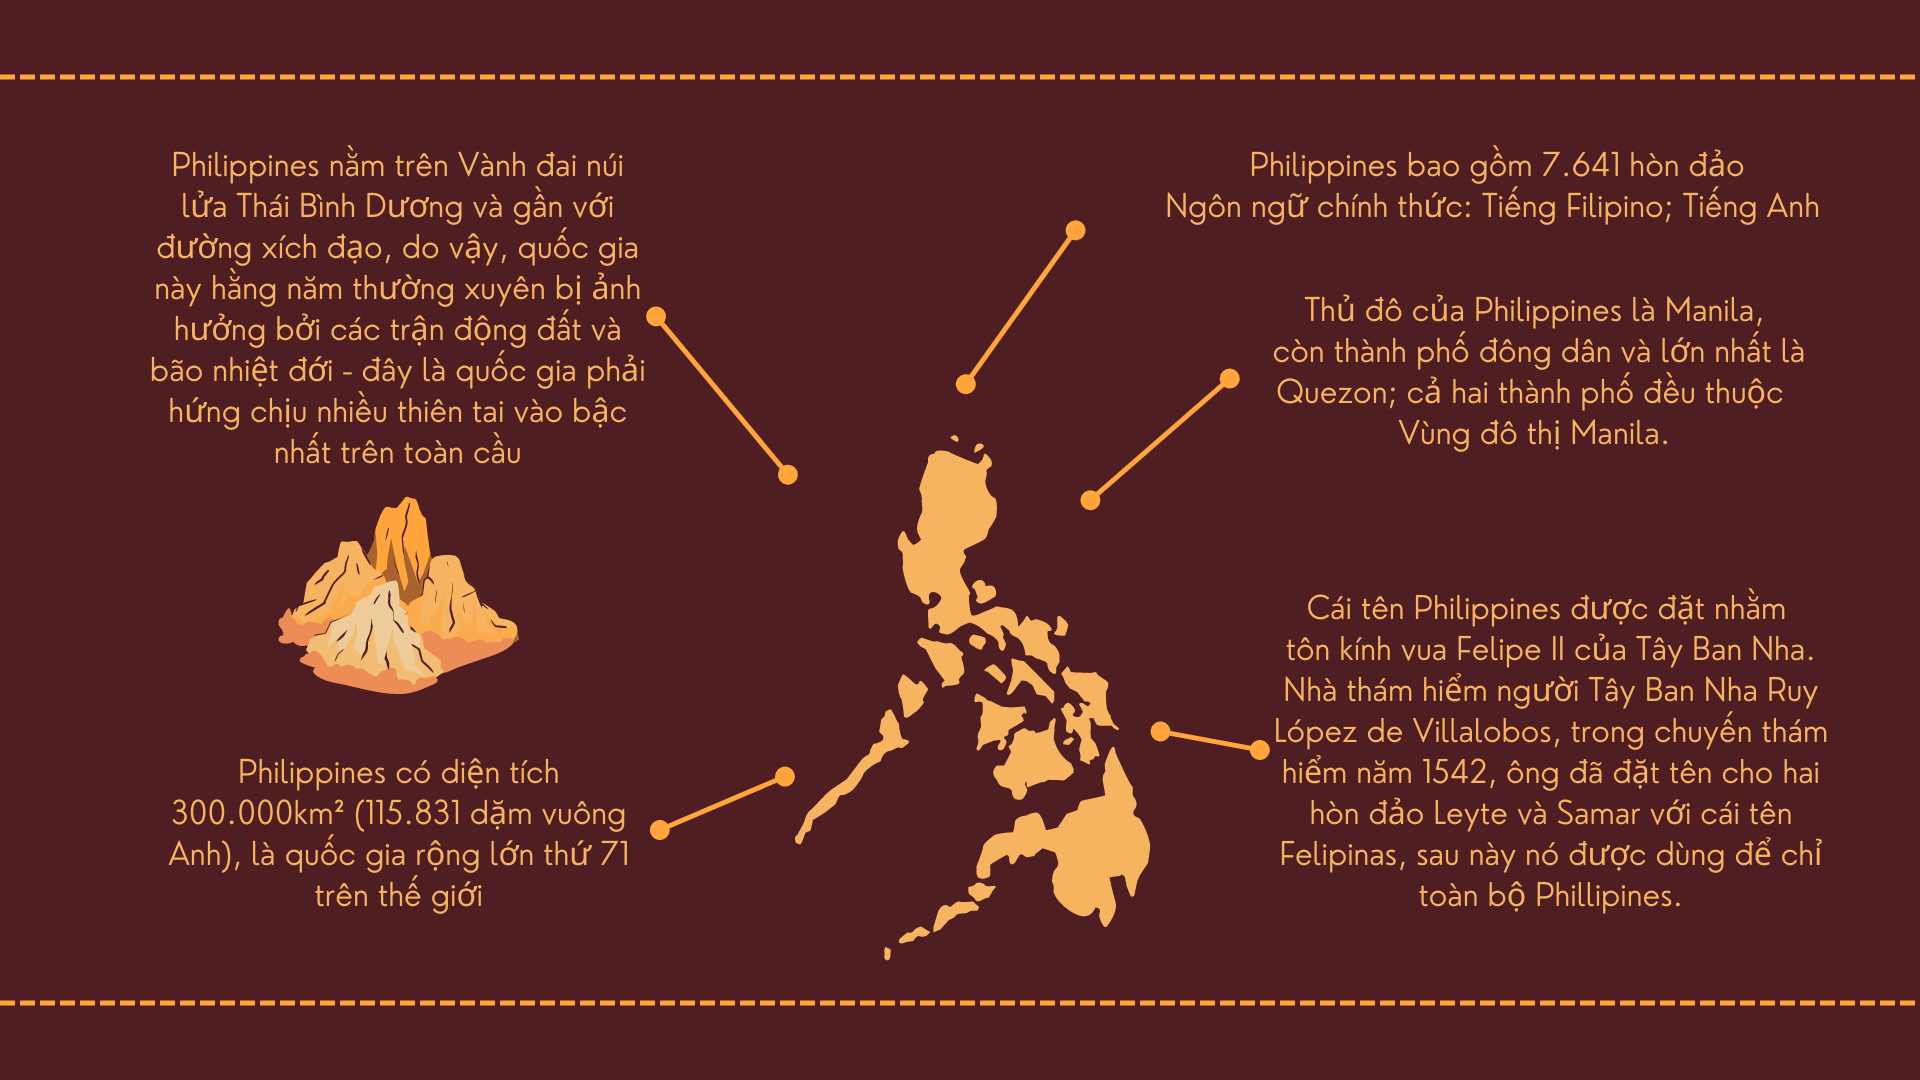 Philippines nằm trên Vành đai núi
lửa Thái Bình Dương và gần với
đường xích đạo, do vậy, quốc gia
này hằng năm thường xuyên bị ảnh
hưởng bởi các trận động đất và
bão nhiệt đới - đây là quốc gia phải
hứng chịu nhiều thiên tai vào bậc
nhất trên toàn cầu
Philippines có diện tích
300.000km² (115.831 dặm vuông
Anh), là quốc gia rộng lớn thứ 71
trên thế giới
Philippines bao gồm 7.641 hòn đảo
Ngôn ngữ chính thức: Tiếng Filipino; Tiếng Anh
Thủ đô của Philippines là Manila,
còn thành phố đông dân và lớn nhất là
Quezon; cả hai thành phố đều thuộc
Vùng đô thị Manila.
Cái tên Philippines được đặt nhằm
tôn kính vua Felipe II của Tây Ban Nha.
Nhà thám hiểm người Tây Ban Nha Ruy
López de Villalobos, trong chuyến thám
hiểm năm 1542, ông đã đặt tên cho hai
hòn đảo Leyte và Samar với cái tên
Felipinas, sau này nó được dùng để chỉ
toàn bộ Phillipines.